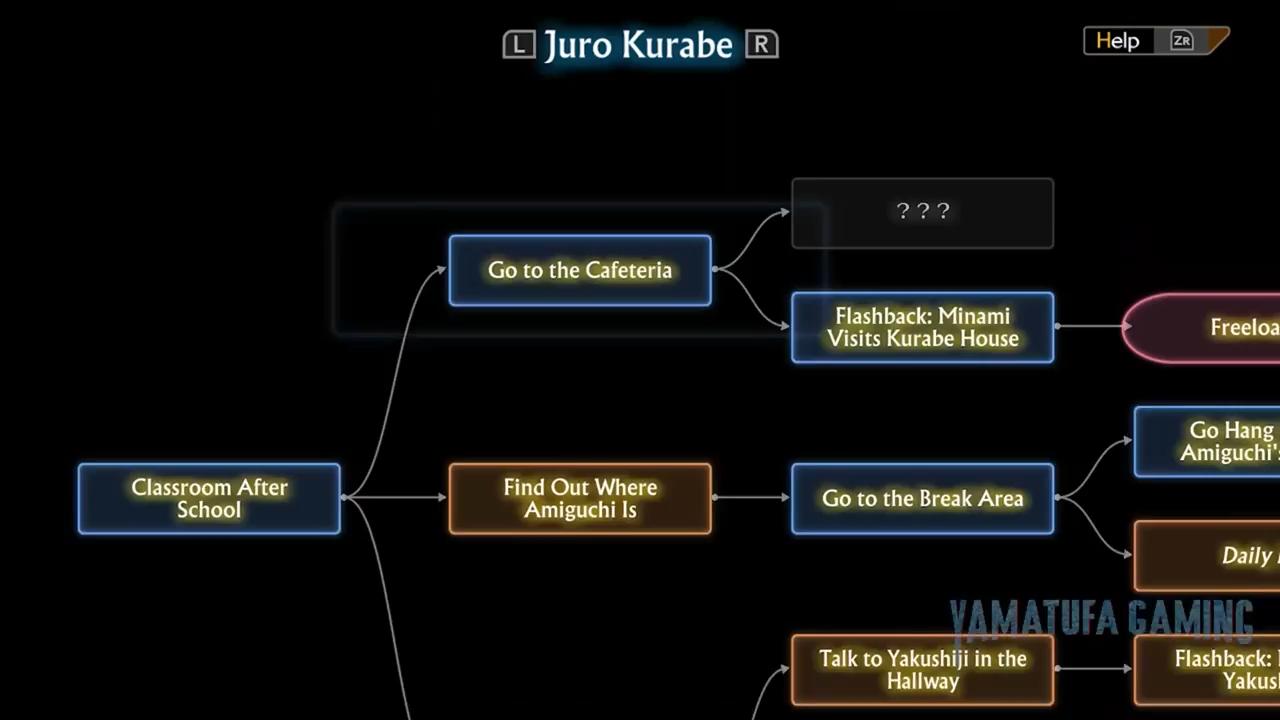 L Juro Kurabe R
Help ZR
? ? ?
Go to the Cafeteria
Flashback: Minami
Visits Kurabe House
Freeloa
Go Hang
Amiguchi's
Classroom After
School
Find Out Where
Amiguchi Is
Go to the Break Area
Daily
YAMATUFA GAMING
Talk to Yakushiji in the
Hallway
Flashback:
Yakus